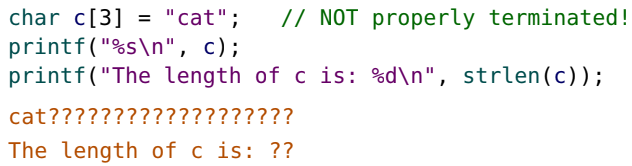 char c[3] = "cat";   // NOT properly terminated!
printf("%s\n", c);
printf("The length of c is: %d\n", strlen(c));
cat???????????????????
The length of c is: ??